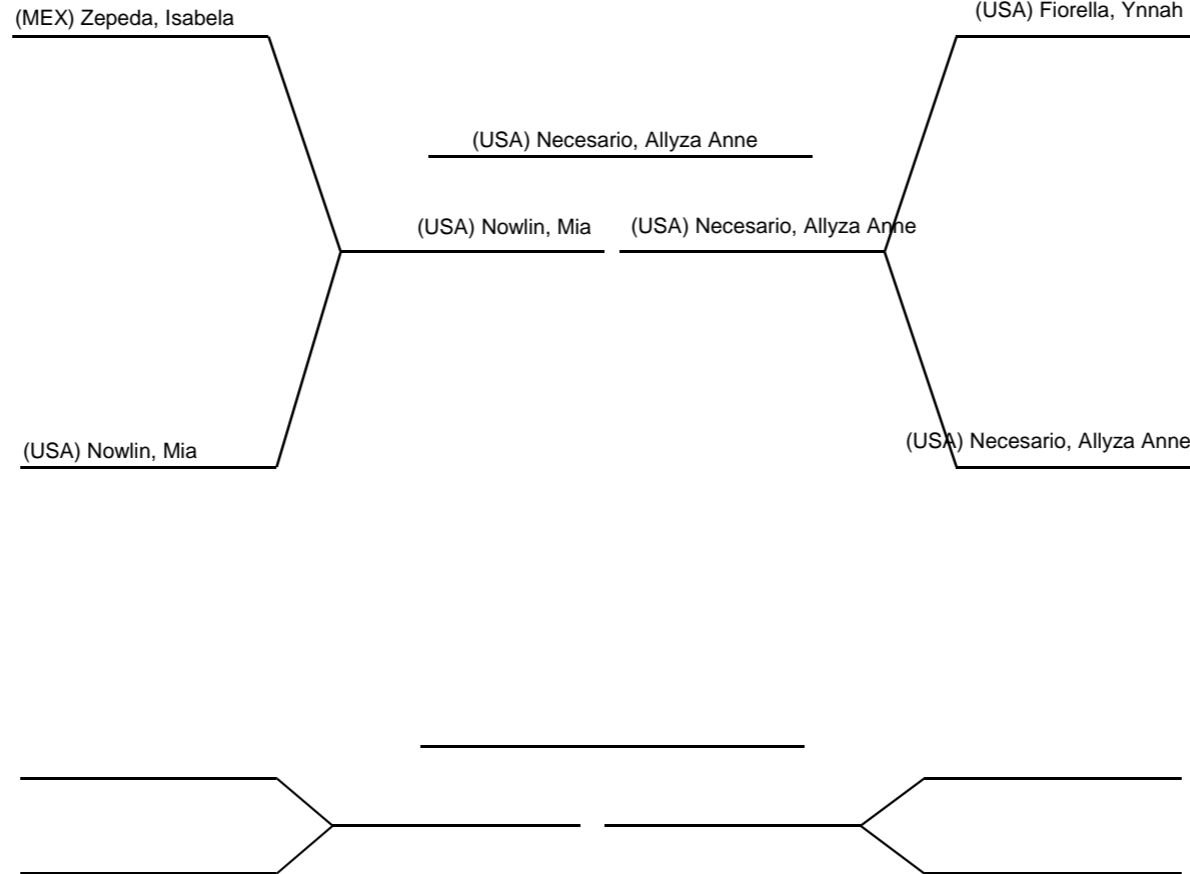 (MEX) Zepeda, Isabela
(USA) Fiorella, Ynnah
(USA) Necesario, Allyza Anne
(USA) Nowlin, Mia
(USA) Necesario, Allyza Anne
(USA) Nowlin, Mia
(USA) Necesario, Allyza Anne